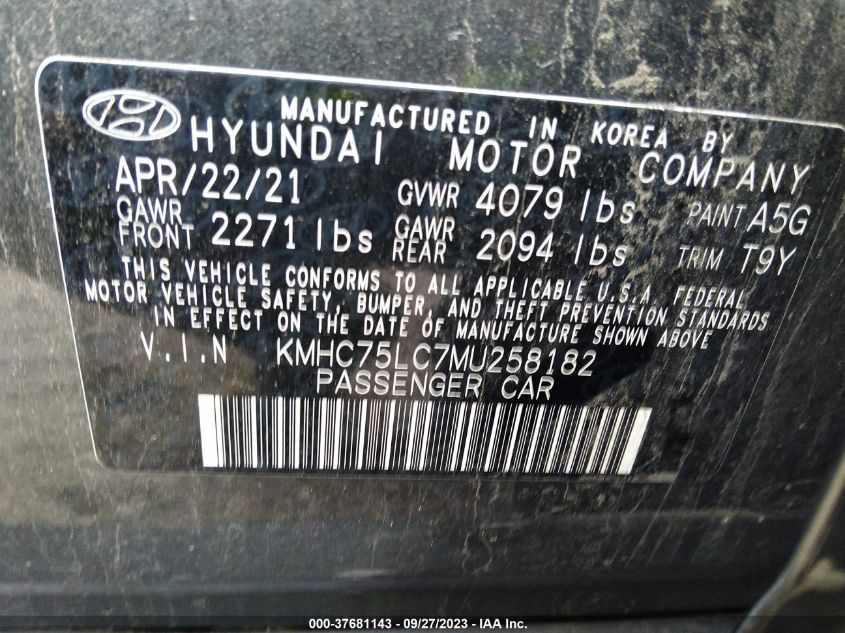 MANUFACTURED IN KOREA BY
HYUNDAI MOTOR COMPANY
APR/22/21 GVWR 4079 lbs PAINT A5G
GAWR FRONT 2271 lbs GAWR REAR 2094 lbs TRIM T9Y
THIS VEHICLE CONFORMS TO ALL APPLICABLE U.S.A. FEDERAL
MOTOR VEHICLE SAFETY, BUMPER, AND THEFT PREVENTION STANDARDS
IN EFFECT ON THE DATE OF MANUFACTURE SHOWN ABOVE
V.I.N KMHC75LC7MU258182
PASSENGER CAR
000-37681143 - 09/27/2023 - IAA Inc.